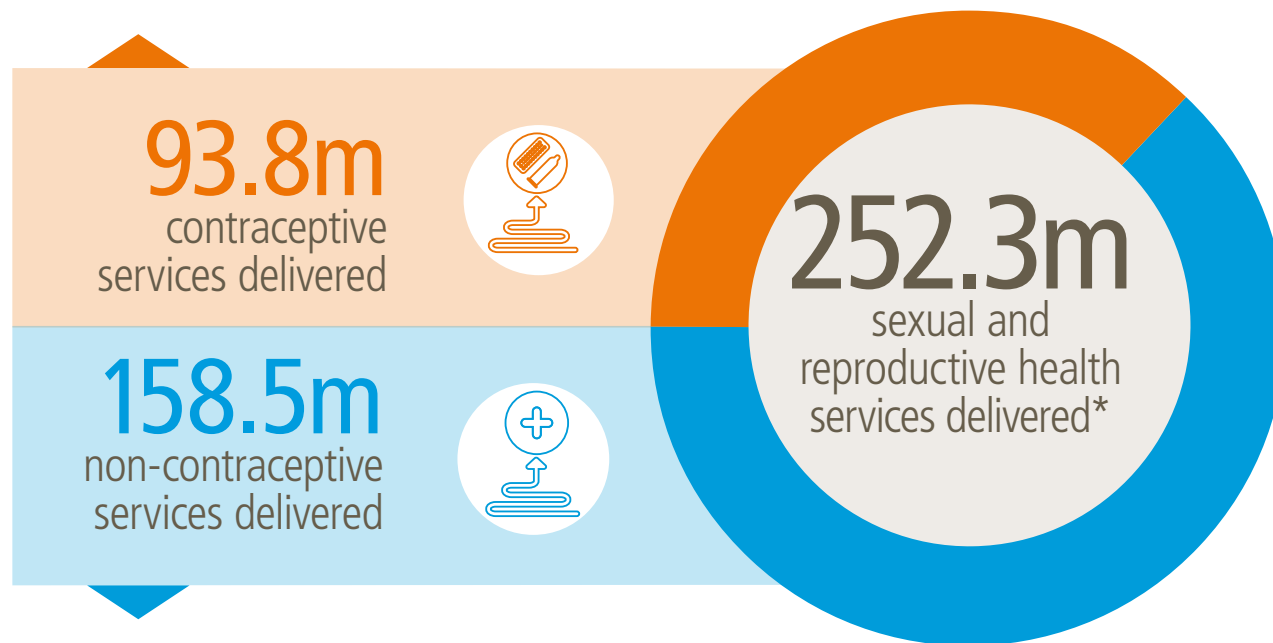 93.8m
contraceptive
services delivered
158.5m
non-contraceptive
services delivered
252.3m
sexual and
reproductive health
services delivered*